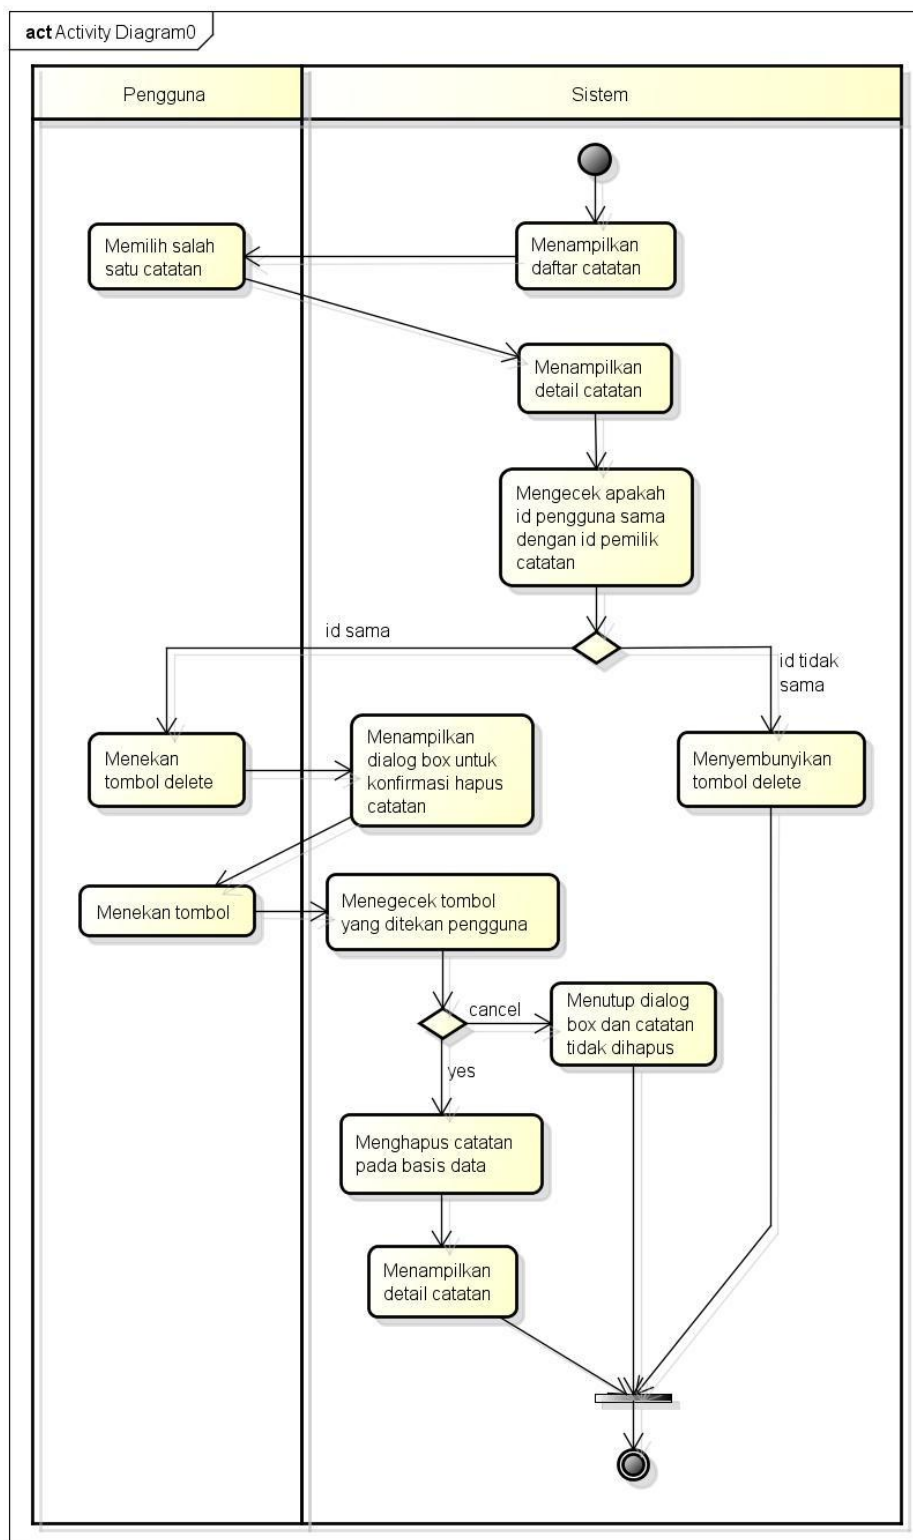 act Activity Diagram0
Pengguna
Sistem
Memilih salah
satu catatan
Menampilkan
daftar catatan
Menampilkan
detail catatan
Mengecek apakah
id pengguna sama
dengan id pemilik
catatan
id sama
id tidak
sama
Menekan
tombol delete
Menampilkan
dialog box untuk
konfirmasi hapus
catatan
Menyembunyikan
tombol delete
Menekan tombol
Menegecek tombol
yang ditekan pengguna
cancel
Menutup dialog
box dan catatan
tidak dihapus
yes
Menghapus catatan
pada basis data
Menampilkan
detail catatan